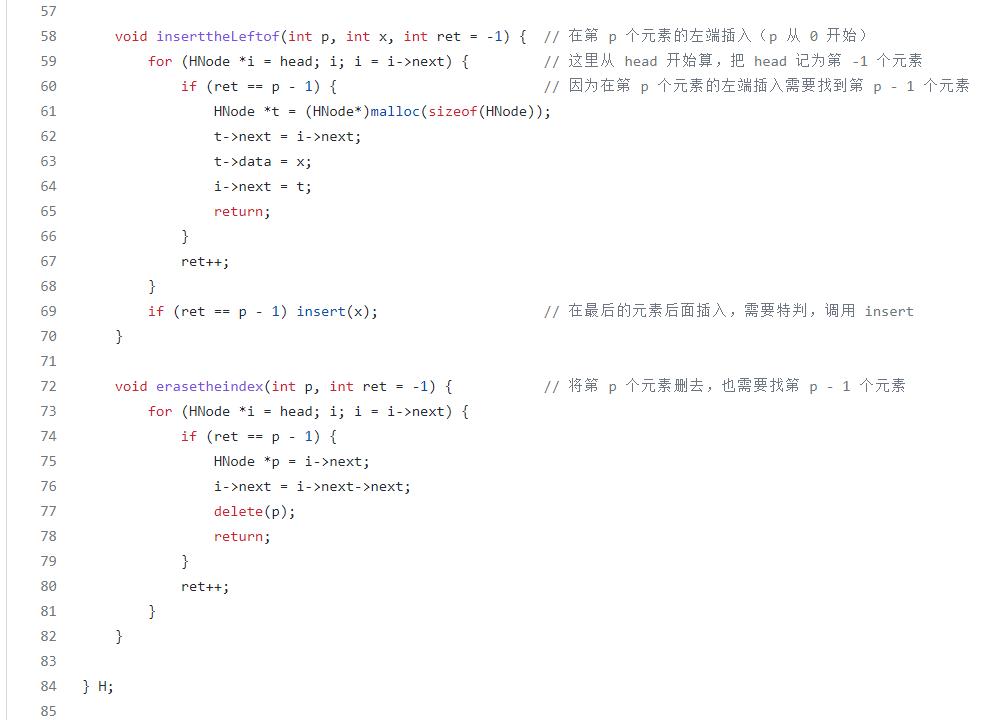 57
58 void inserttheLeftof(int p, int x, int ret = -1) { // 在第 p 个元素的左端插入（p 从 0 开始）
59 for (HNode *i = head; i; i = i->next) { // 这里从 head 开始算，把 head 记为第 -1 个元素
60 if (ret == p - 1) { // 因为在第 p 个元素的左端插入需要找到第 p - 1 个元素
61 HNode *t = (HNode*)malloc(sizeof(HNode));
62 t->next = i->next;
63 t->data = x;
64 i->next = t;
65 return;
66 }
67 ret++;
68 }
69 if (ret == p - 1) insert(x); // 在最后的元素后面插入，需要特判，调用 insert
70 }
71
72 void erasetheindex(int p, int ret = -1) { // 将第 p 个元素删去，也需要找第 p - 1 个元素
73 for (HNode *i = head; i; i = i->next) {
74 if (ret == p - 1) {
75 HNode *p = i->next;
76 i->next = i->next->next;
77 delete(p);
78 return;
79 }
80 ret++;
81 }
82 }
83
84 } H;
85